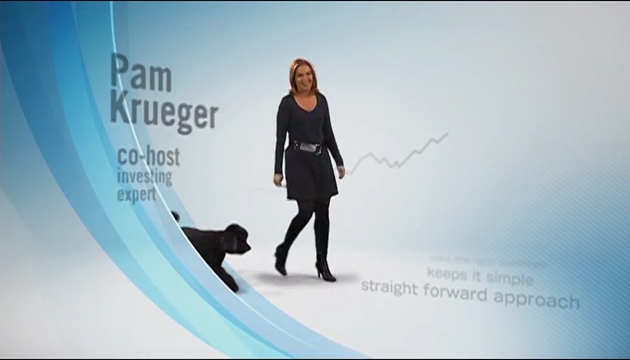 Pam
Krueger
co-host
investing
expert
keeps it simple
straight forward approach